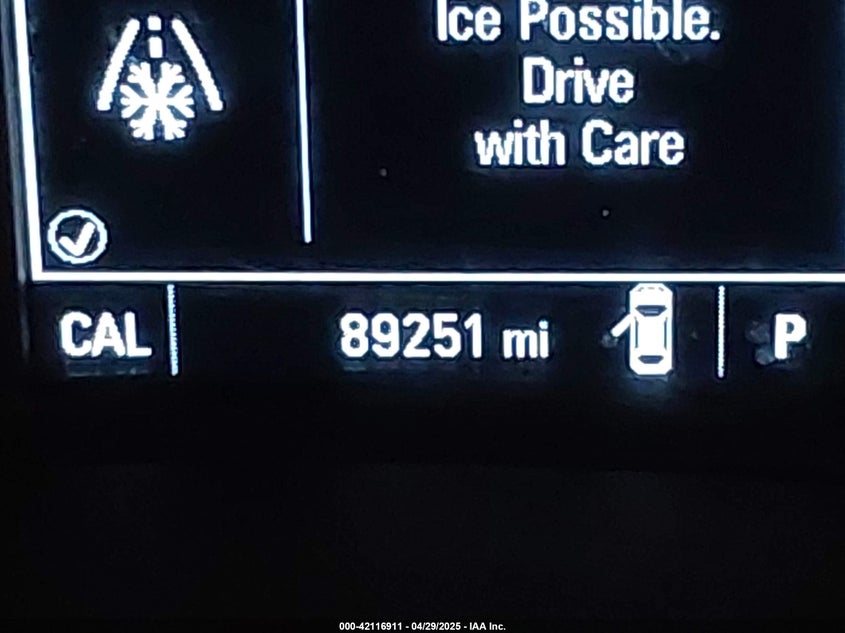 Ice Possible.
Drive
with Care
CAL
89251 mi
P
000-42116911 - 04/29/2025 - IAA Inc.